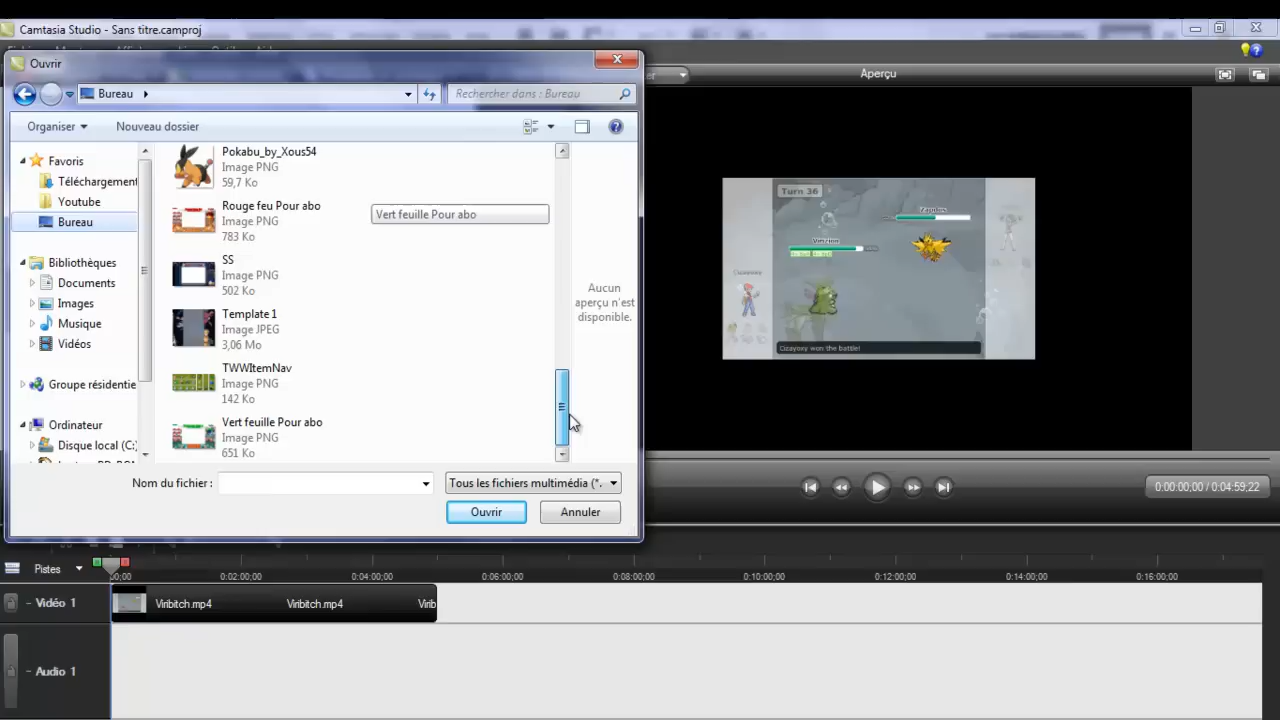 Camtasia Studio - Sans titre.camproj
Ouvrir
Bureau
Rechercher dans : Bureau
Aperçu
Organiser
Nouveau dossier
Favoris
Téléchargement
Youtube
Bureau
Bibliothèques
Documents
Images
Musique
Vidéos
Groupe résidentie
Ordinateur
Disque local (C:)
Pokabu_by_Xous54
Image PNG
59,7 Ko
Rouge feu Pour abo
Image PNG
783 Ko
Vert feuille Pour abo
SS
Image PNG
502 Ko
Template 1
Image JPEG
3,06 Mo
TWWItemNav
Image PNG
142 Ko
Vert feuille Pour abo
Image PNG
651 Ko
Aucun
aperçu n'est
disponible.
Nom du fichier :
Tous les fichiers multimédia (*.
Ouvrir
Annuler
Turn 36
Zapdos
Virizion
Cizayoxy
Cizayoxy won the battle!
0:00:00;00 / 0:04:59;22
Pistes
00;00
0:02:00;00
0:04:00;00
0:06:00;00
0:08:00;00
0:10:00;00
0:12:00;00
0:14:00;00
0:16:00;00
Vidéo 1
Viribitch.mp4
Viribitch.mp4
Virib
Audio 1